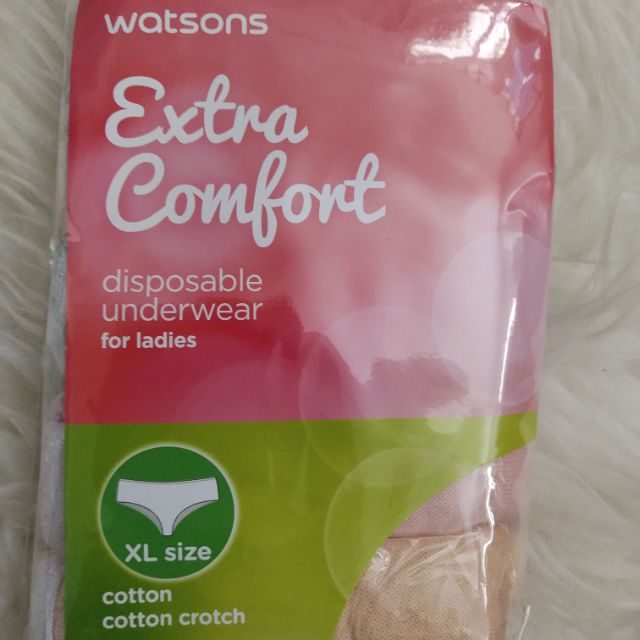 watsons
Extra
Comfort
disposable
underwear
for ladies
XL size
cotton
cotton crotch